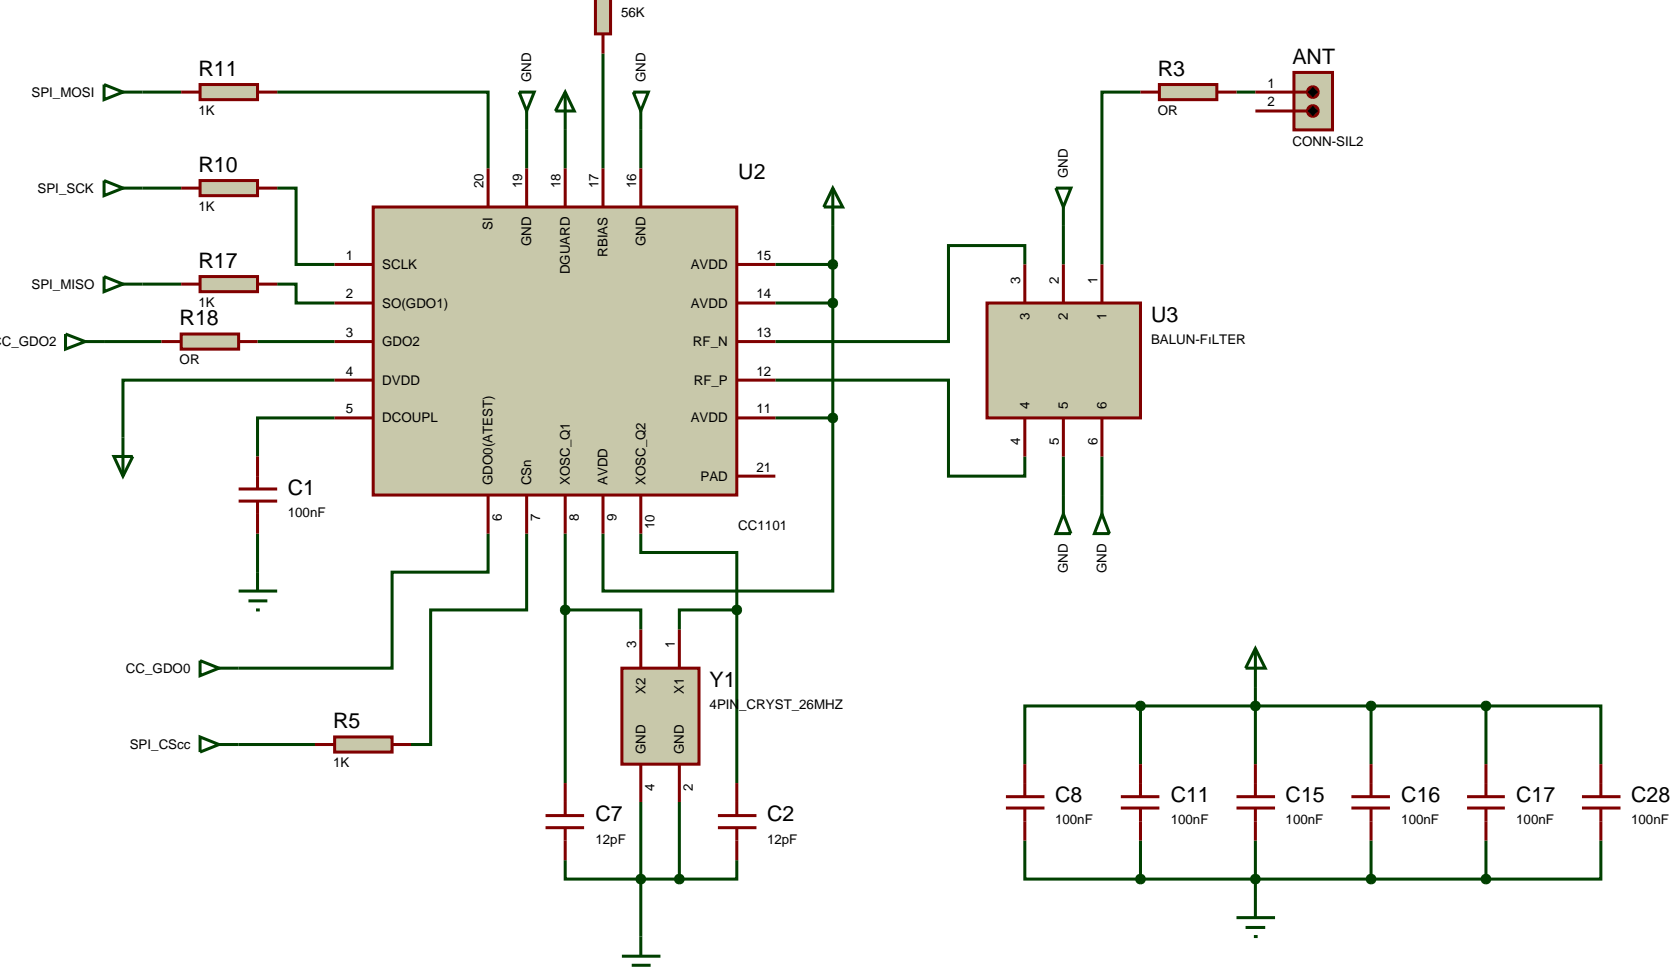 56K
R11
SPI_MOSI
1K
GND
GND
R3
OR
ANT
1
2
CONN-SIL2
R10
SPI_SCK
1K
20
19
18
17
16
U2
GND
SI
GND
DGUARD
RBIAS
GND
R17
SPI_MISO
1K
1
SCLK
AVDD
15
2
SO(GDO1)
AVDD
14
R18
CC_GDO2
OR
3
GDO2
RF_N
13
4
DVDD
RF_P
12
5
DCOUPL
AVDD
11
PAD
21
GDO0(ATEST)
CSn
XOSC_Q1
AVDD
XOSC_Q2
6
7
8
9
10
CC1101
3
2
1
3
2
1
U3
BALUN-FıLTER
4
5
6
4
5
6
GND
GND
C1
100nF
CC_GDO0
SPI_CScc
R5
1K
3
1
X2
X1
GND
GND
Y1
4PIN_CRYST_26MHZ
4
2
C7
12pF
C2
12pF
C8
100nF
C11
100nF
C15
100nF
C16
100nF
C17
100nF
C28
100nF